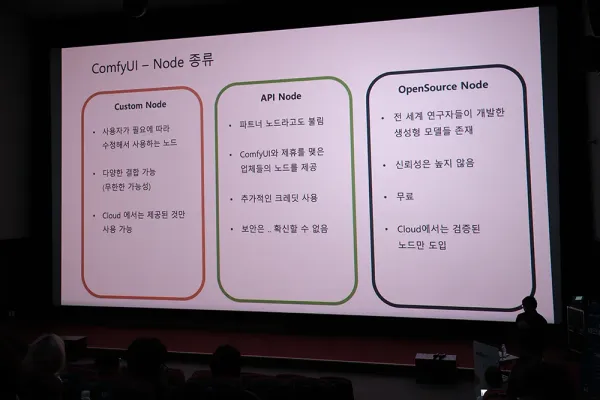 ComfyUI – Node 종류
Custom Node
• 사용자가 필요에 따라
수정해서 사용하는 노드
• 다양한 결합 가능
(무한한 가능성)
• Cloud 에서는 제공된 것만
사용 가능
API Node
• 파트너 노드라고도 불림
• ComfyUI와 제휴를 맺은
업체들의 노드를 제공
• 추가적인 크레딧 사용
• 보안은 .. 확신할 수 없음
OpenSource Node
• 전 세계 연구자들이 개발한
생성형 모델들 존재
• 신뢰성은 높지 않음
• 무료
• Cloud에서는 검증된
노드만 도입